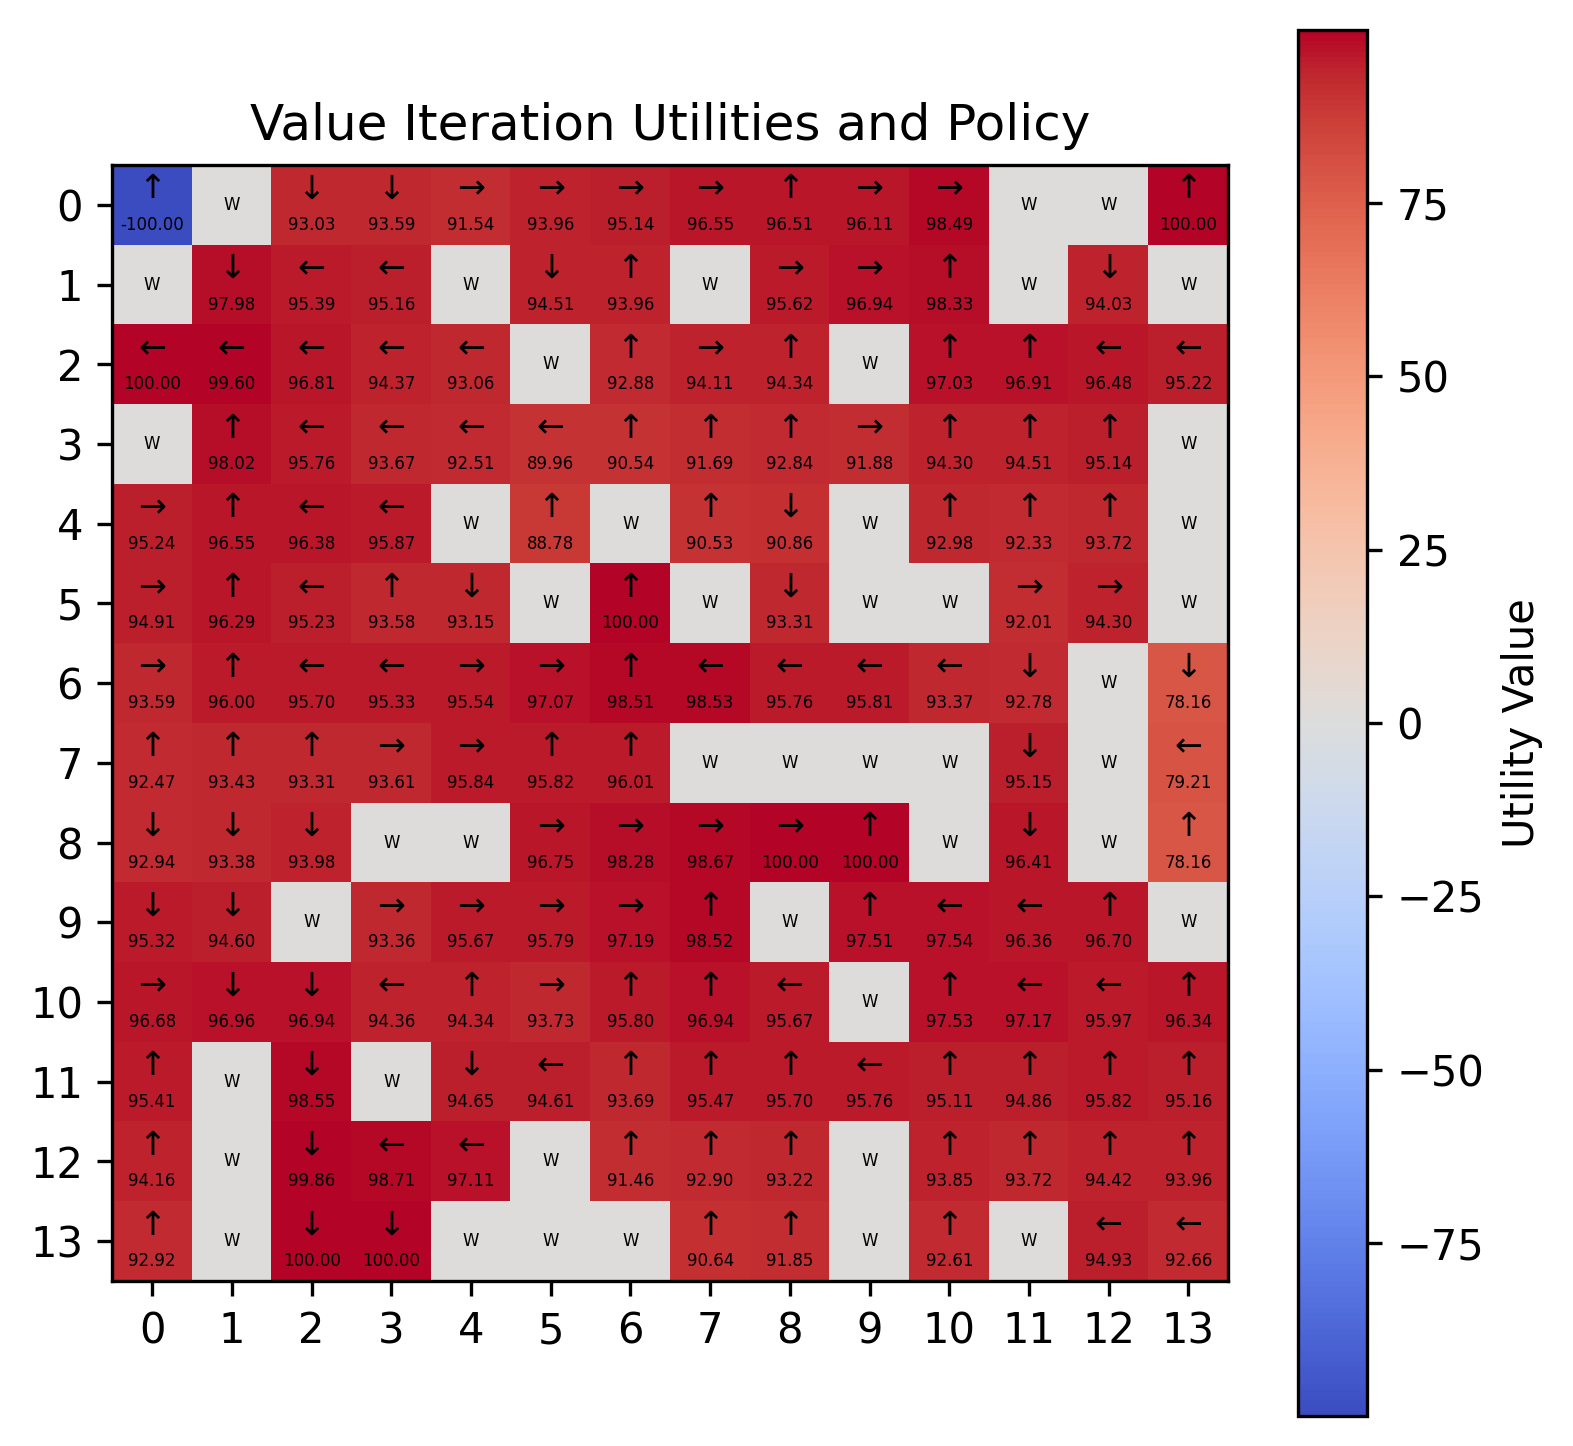 Value Iteration Utilities and Policy
0 ↑ W ↓ ↓ → → → → ↑ → → W W ↑
-100.00 93.03 93.59 91.54 93.96 95.14 96.55 96.51 96.11 98.49 100.00
1 W ↓ ← ← W ↓ ↑ W → → ↑ W ↓ W
97.98 95.39 95.16 94.51 93.96 95.62 96.94 98.33 94.03
2 ← ← ← ← ← W ↑ → ↑ W ↑ ↑ ← ←
100.00 99.60 96.81 94.37 93.06 92.88 94.11 94.34 97.03 96.91 96.48 95.22
3 W ↑ ← ← ← ← ↑ ↑ ↑ → ↑ ↑ ↑ W
98.02 95.76 93.67 92.51 89.96 90.54 91.69 92.84 91.88 94.30 94.51 95.14
4 → ↑ ← ← W ↑ W ↑ ↓ W ↑ ↑ ↑ W
95.24 96.55 96.38 95.87 88.78 90.53 90.86 92.98 92.33 93.72
5 → ↑ ← ↑ ↓ W ↑ W ↓ W W → → W
94.91 96.29 95.23 93.58 93.15 100.00 93.31 92.01 94.30
6 → ↑ ← ← → → ↑ ← ← ← ← ↓ W ↓
93.59 96.00 95.70 95.33 95.54 97.07 98.51 98.53 95.76 95.81 93.37 92.78 78.16
7 ↑ ↑ ↑ → → ↑ ↑ W W W W ↓ W ←
92.47 93.43 93.31 93.61 95.84 95.82 96.01 95.15 79.21
8 ↓ ↓ ↓ W W → → → → ↑ W ↓ W ↑
92.94 93.38 93.98 96.75 98.28 98.67 100.00 100.00 96.41 78.16
9 ↓ ↓ W → → → → ↑ W ↑ ← ← ↑ W
95.32 94.60 93.36 95.67 95.79 97.19 98.52 97.51 97.54 96.36 96.70
10 → ↓ ↓ ← ↑ → ↑ ↑ ← W ↑ ← ← ↑
96.68 96.96 96.94 94.36 94.34 93.73 95.80 96.94 95.67 97.53 97.17 95.97 96.34
11 ↑ W ↓ W ↓ ← ↑ ↑ ↑ ← ↑ ↑ ↑ ↑
95.41 98.55 94.65 94.61 93.69 95.47 95.70 95.76 95.11 94.86 95.82 95.16
12 ↑ W ↓ ← ← W ↑ ↑ ↑ W ↑ ↑ ↑ ↑
94.16 99.86 98.71 97.11 91.46 92.90 93.22 93.85 93.72 94.42 93.96
13 ↑ W ↓ ↓ W W W ↑ ↑ W ↑ W ← ←
92.92 100.00 100.00 90.64 91.85 92.61 94.93 92.66
0 1 2 3 4 5 6 7 8 9 10 11 12 13
75
50
25
0
−25
−50
−75
Utility Value